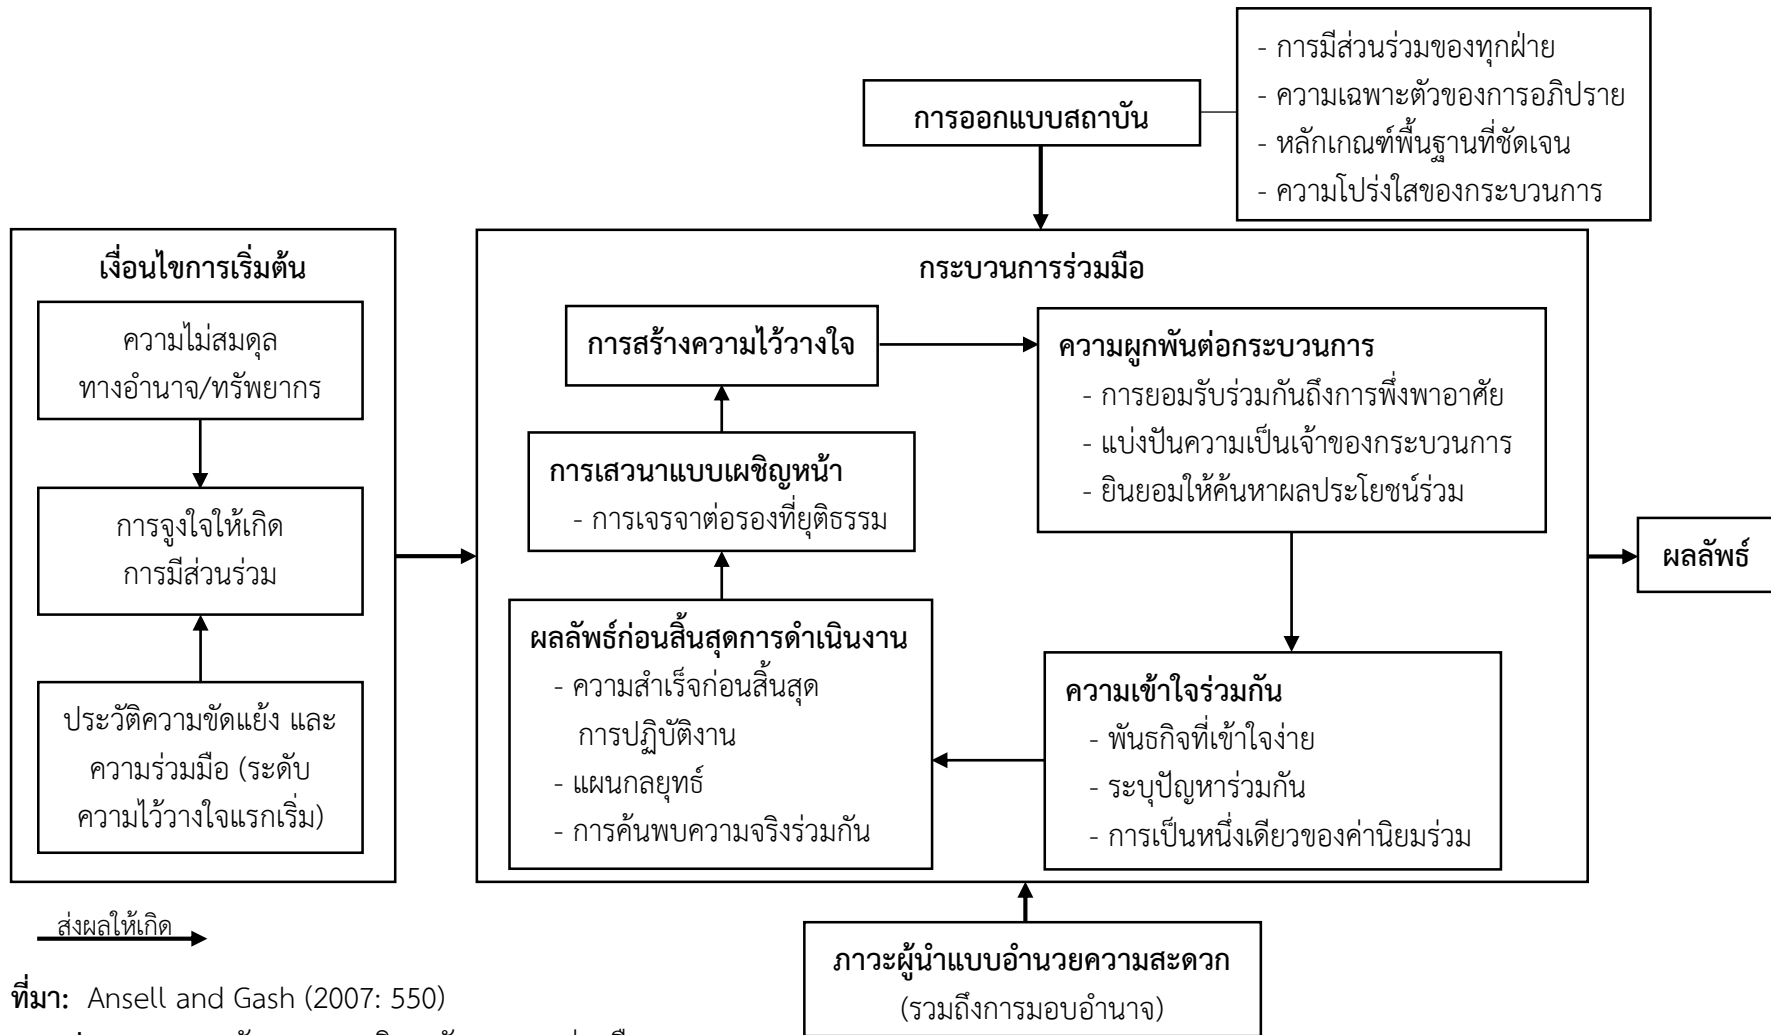 - การมีส่วนร่วมของทุกฝ่าย
- ความเฉพาะตัวของการอภิปราย
- หลักเกณฑ์พื้นฐานที่ชัดเจน
- ความโปร่งใสของกระบวนการ
การออกแบบสถาบัน
เงื่อนไขการเริ่มต้น
ความไม่สมดุล
ทางอำนาจ/ทรัพยากร
การจูงใจให้เกิด
การมีส่วนร่วม
ประวัติความขัดแย้ง และ
ความร่วมมือ (ระดับ
ความไว้วางใจแรกเริ่ม)
กระบวนการร่วมมือ
การสร้างความไว้วางใจ
ความผูกพันต่อกระบวนการ
- การยอมรับร่วมกันถึงการพึ่งพาอาศัย
- แบ่งปันความเป็นเจ้าของกระบวนการ
- ยินยอมให้ค้นหาผลประโยชน์ร่วม
การเสวนาแบบเผชิญหน้า
- การเจรจาต่อรองที่ยุติธรรม
ผลลัพธ์ก่อนสิ้นสุดการดำเนินงาน
- ความสำเร็จก่อนสิ้นสุด
การปฏิบัติงาน
- แผนกลยุทธ์
- การค้นพบความจริงร่วมกัน
ความเข้าใจร่วมกัน
- พันธกิจที่เข้าใจง่าย
- ระบุปัญหาร่วมกัน
- การเป็นหนึ่งเดียวของค่านิยมร่วม
ผลลัพธ์
ส่งผลให้เกิด
ภาวะผู้นำแบบอำนวยความสะดวก
(รวมถึงการมอบอำนาจ)
ที่มา: Ansell and Gash (2007: 550)